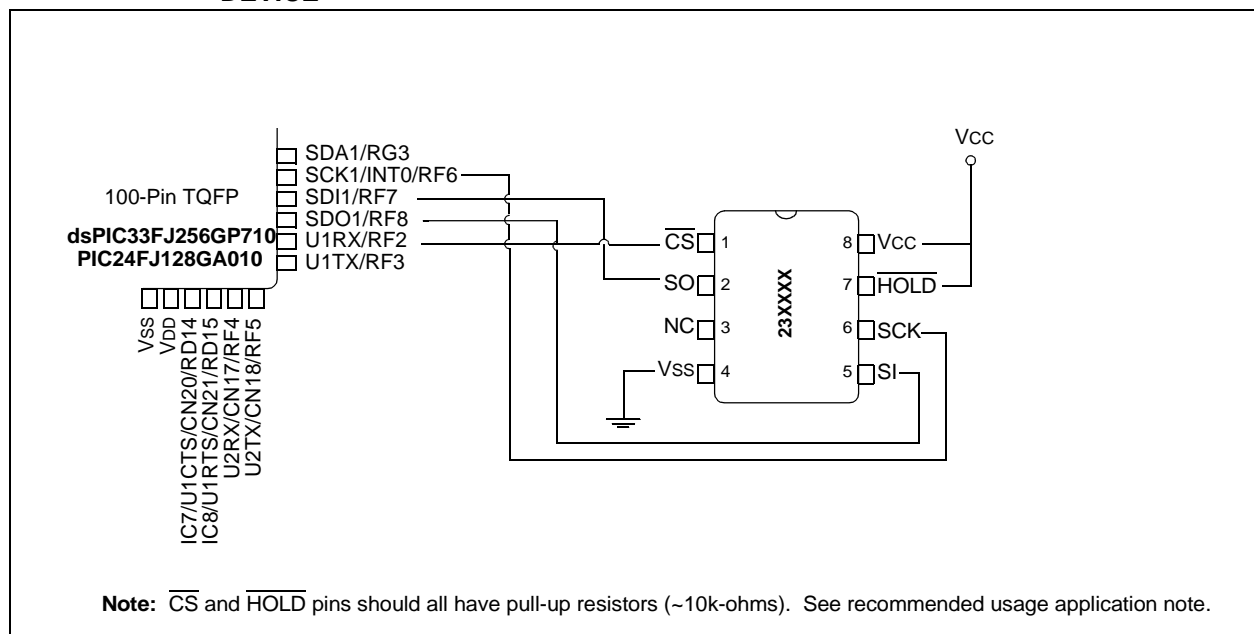 SDA1/RG3
SCK1/INT0/RF6
SDI1/RF7
SDO1/RF8
U1RX/RF2
U1TX/RF3
100-Pin TQFP
dsPIC33FJ256GP710
PIC24FJ128GA010
VSS
VDD
IC7/U1CTS/CN20/RD14
IC8/U1RTS/CN21/RD15
U2RX/CN17/RF4
U2TX/CN18/RF5
VCC
CS 1
SO 2
NC 3
VSS 4
23XXXX
8 VCC
7 HOLD
6 SCK
5 SI
Note: CS and HOLD pins should all have pull-up resistors (~10k-ohms). See recommended usage application note.